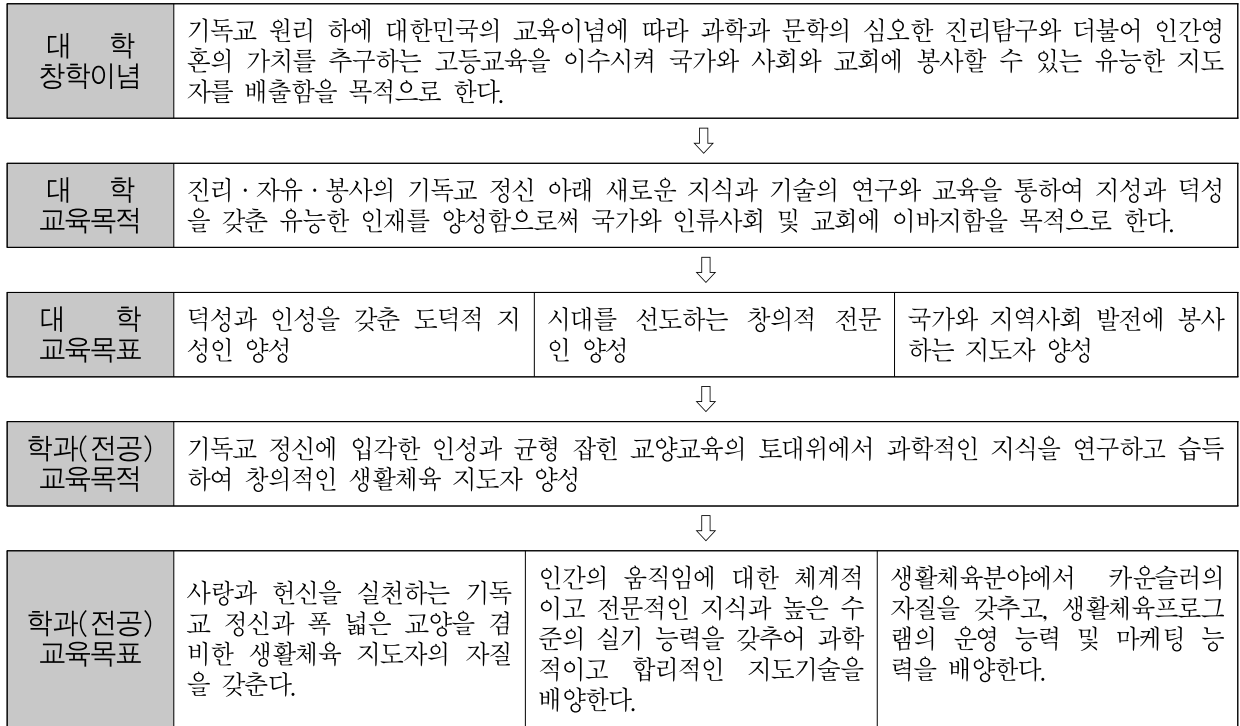 대 학
창학이념
기독교 원리 하에 대한민국의 교육이념에 따라 과학과 문학의 심오한 진리탐구와 더불어 인간영
혼의 가치를 추구하는 고등교육을 이수시켜 국가와 사회와 교회에 봉사할 수 있는 유능한 지도
자를 배출함을 목적으로 한다.
⇩
대 학
교육목적
진리·자유·봉사의 기독교 정신 아래 새로운 지식과 기술의 연구와 교육을 통하여 지성과 덕성
을 갖춘 유능한 인재를 양성함으로써 국가와 인류사회 및 교회에 이바지함을 목적으로 한다.
⇩
대 학
교육목표
덕성과 인성을 갖춘 도덕적 지
성인 양성
시대를 선도하는 창의적 전문
인 양성
국가와 지역사회 발전에 봉사
하는 지도자 양성
⇩
학과(전공)
교육목적
기독교 정신에 입각한 인성과 균형 잡힌 교양교육의 토대위에서 과학적인 지식을 연구하고 습득
하여 창의적인 생활체육 지도자 양성
⇩
학과(전공)
교육목표
사랑과 헌신을 실천하는 기독
교 정신과 폭 넓은 교양을 겸
비한 생활체육 지도자의 자질
을 갖춘다.
인간의 움직임에 대한 체계적
이고 전문적인 지식과 높은 수
준의 실기 능력을 갖추어 과학
적이고 합리적인 지도기술을
배양한다.
생활체육분야에서 카운슬러의
자질을 갖추고, 생활체육프로그
램의 운영 능력 및 마케팅 능
력을 배양한다.